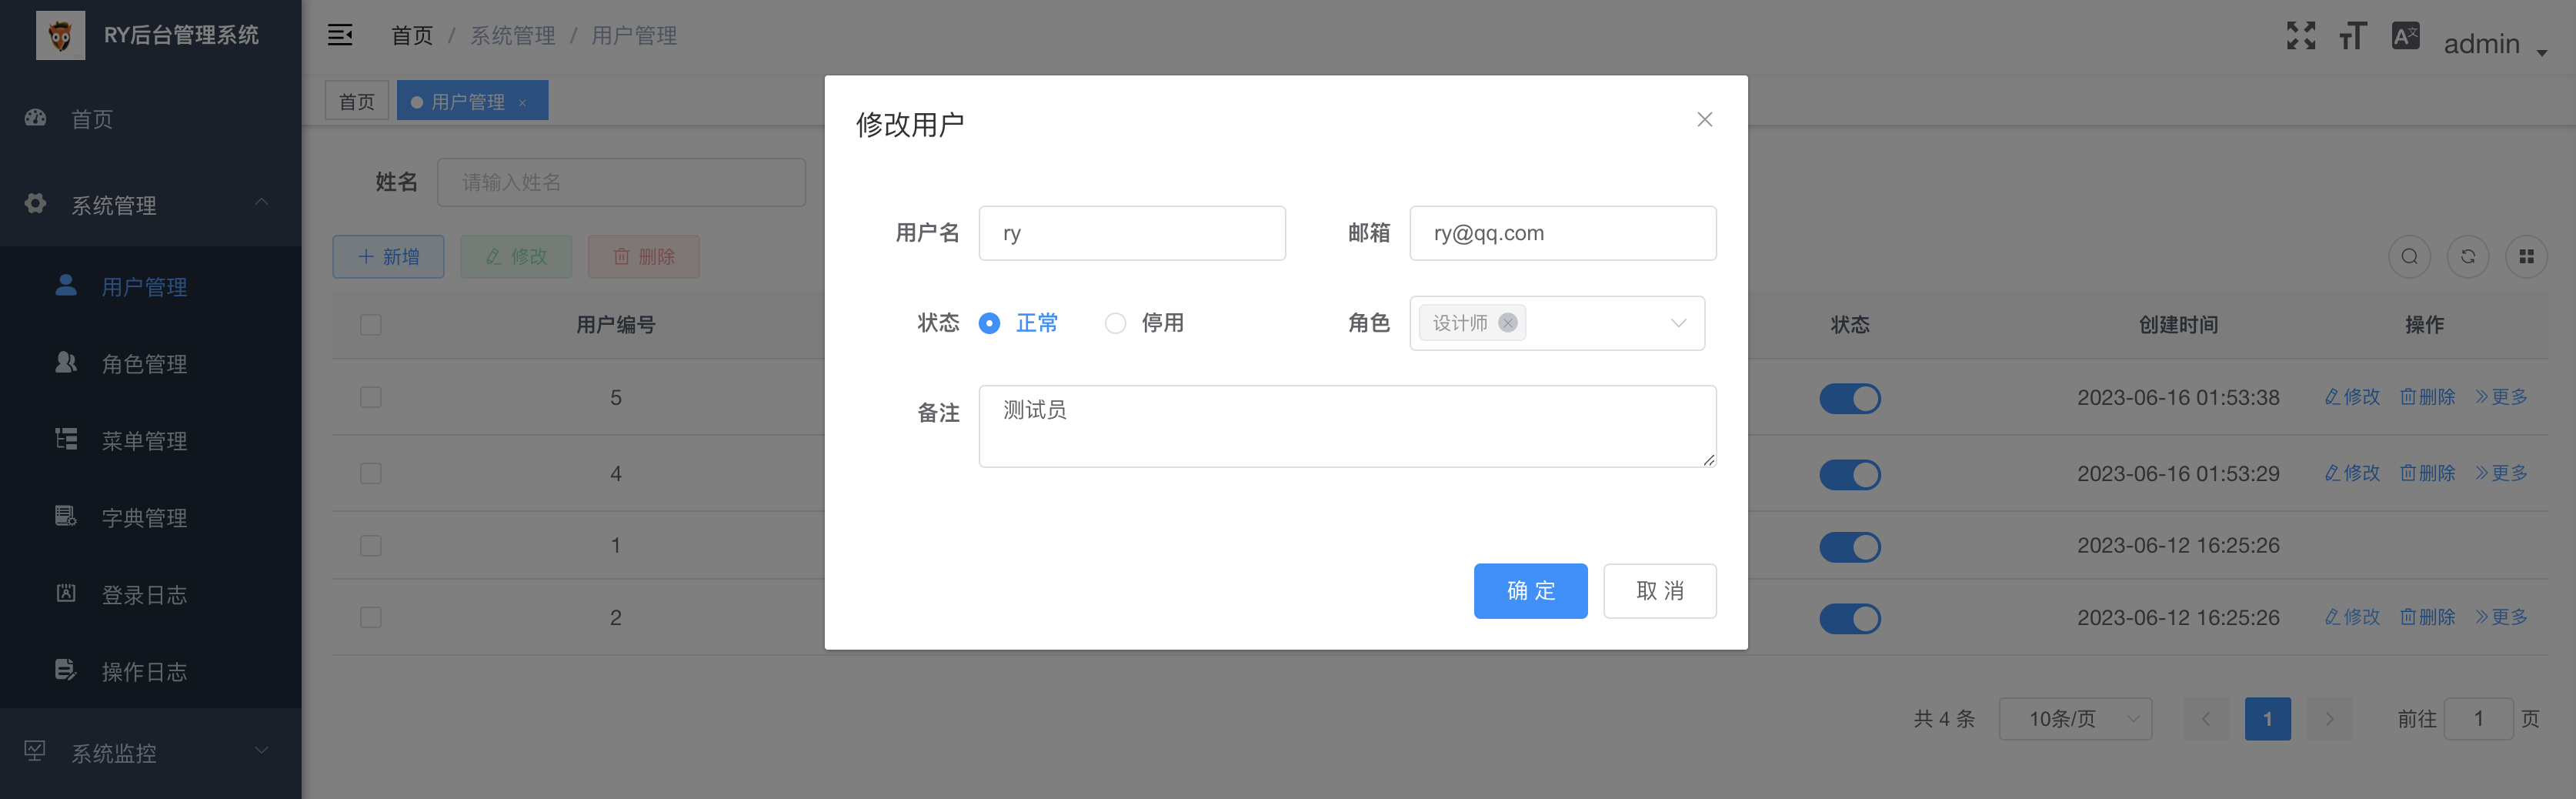 RY后台管理系统
首页 / 系统管理 / 用户管理
admin
首页
系统管理
用户管理
角色管理
菜单管理
字典管理
登录日志
操作日志
系统监控
首页
用户管理 ×
姓名 请输入姓名
+ 新增 修改 删除
用户编号 状态 创建时间 操作
5 2023-06-16 01:53:38 修改 删除 更多
4 2023-06-16 01:53:29 修改 删除 更多
1 2023-06-12 16:25:26
2 2023-06-12 16:25:26 修改 删除 更多
共 4 条 10条/页 1 前往 1 页
修改用户
用户名 ry 邮箱 ry@qq.com
状态 正常 停用 角色 设计师
备注 测试员
确 定 取 消